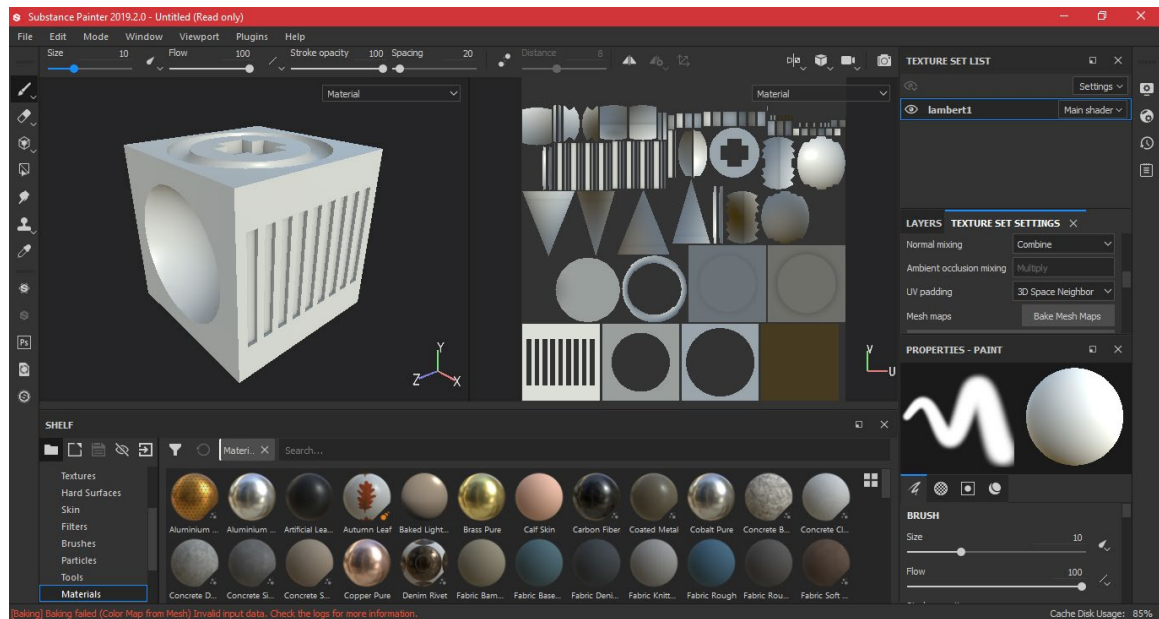 Substance Painter 2019.2.0 - Untitled (Read only)
File Edit Mode Window Viewport Plugins Help
Size 10 Flow 100 Stroke opacity 100 Spacing 20 Distance 8
Material
Material
Y
Z X
V
U
TEXTURE SET LIST
Settings
lambert1 Main shader
LAYERS TEXTURE SET SETTINGS
Normal mixing Combine
Ambient occlusion mixing Multiply
UV padding 3D Space Neighbor
Mesh maps Bake Mesh Maps
PROPERTIES - PAINT
BRUSH
Size 10
Flow 100
Ps
SHELF
Materi.. Search...
Textures
Hard Surfaces
Skin
Filters
Brushes
Particles
Tools
Materials
Aluminium ... Aluminium ... Artificial Lea... Autumn Leaf Baked Light... Brass Pure Calf Skin Carbon Fiber Coated Metal Cobalt Pure Concrete B... Concrete Cl...
Concrete D... Concrete Si... Concrete S... Copper Pure Denim Rivet Fabric Bam... Fabric Base... Fabric Deni... Fabric Knitt... Fabric Rough Fabric Rou... Fabric Soft ...
[Baking] Baking failed (Color Map from Mesh) Invalid input data. Check the logs for more information. Cache Disk Usage: 85%